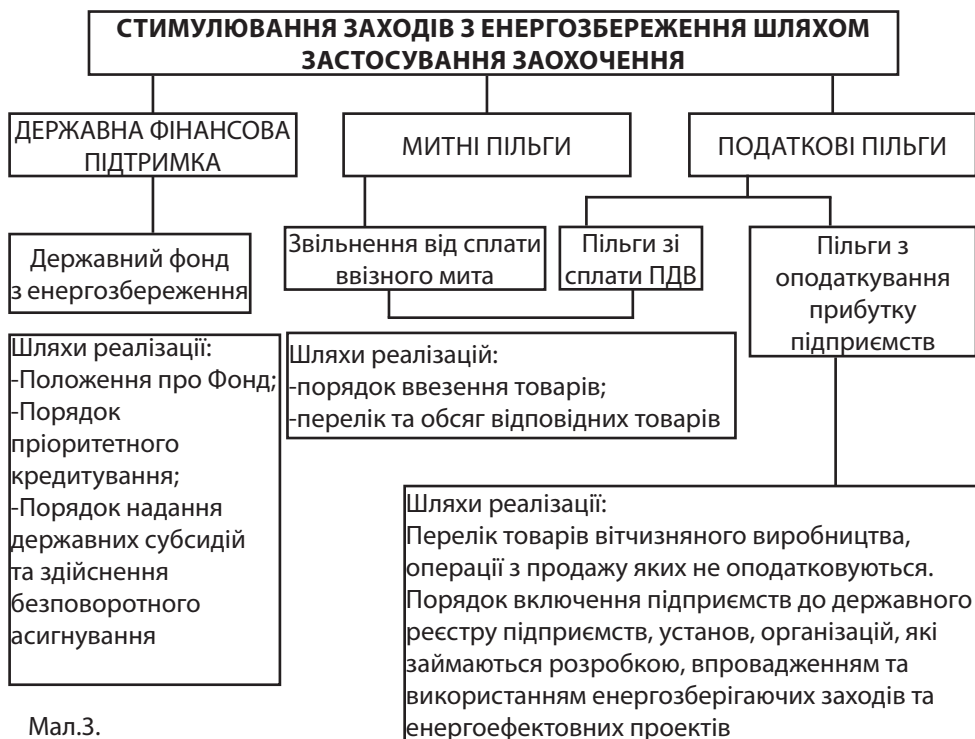 СТИМУЛЮВАННЯ ЗАХОДІВ З ЕНЕРГОЗБЕРЕЖЕННЯ ШЛЯХОМ
ЗАСТОСУВАННЯ ЗАОХОЧЕННЯ
ДЕРЖАВНА ФІНАНСОВА
ПІДТРИМКА
МИТНІ ПІЛЬГИ
ПОДАТКОВІ ПІЛЬГИ
Державний фонд
з енергозбереження
Звільнення від сплати
ввізного мита
Пільги зі
сплати ПДВ
Пільги з
оподаткування
прибутку
підприємств
Шляхи реалізації:
-Положення про Фонд;
-Порядок
пріоритетного
кредитування;
-Порядок надання
державних субсидій
та здійснення
безповоротного
асигнування
Шляхи реалізацій:
-порядок ввезення товарів;
-перелік та обсяг відповідних товарів
Шляхи реалізації:
Перелік товарів вітчизняного виробництва,
операції з продажу яких не оподатковуються.
Порядок включення підприємств до державного
реєстру підприємств, установ, організацій, які
займаються розробкою, впровадженням та
використанням енергозберігаючих заходів та
енергоефектовних проектів
Мал.3.